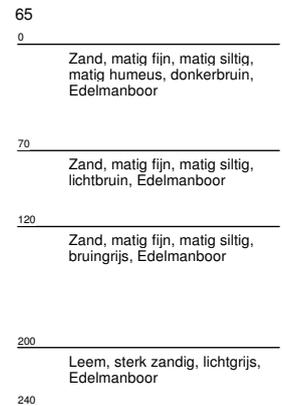 65
0
Zand, matig fijn, matig siltig,
matig humeus, donkerbruin,
Edelmanboor
70
Zand, matig fijn, matig siltig,
lichtbruin, Edelmanboor
120
Zand, matig fijn, matig siltig,
bruingrijs, Edelmanboor
200
Leem, sterk zandig, lichtgrijs,
Edelmanboor
240